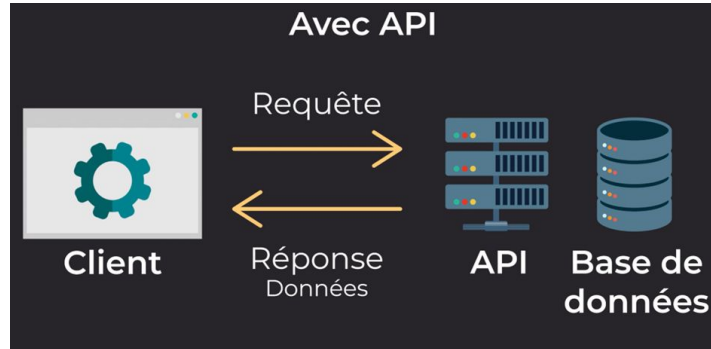 Avec API
Requête
Réponse
Données
Client
API
Base de
données